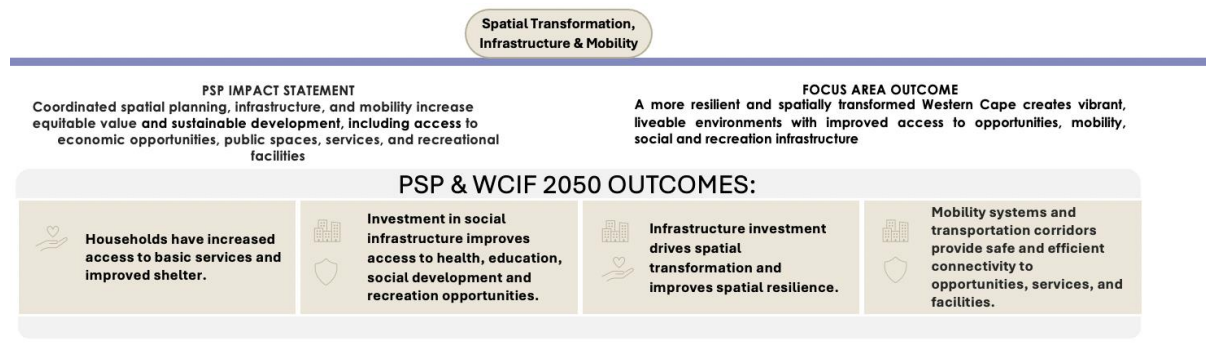 Spatial Transformation,
Infrastructure & Mobility
PSP IMPACT STATEMENT
Coordinated spatial planning, infrastructure, and mobility increase
equitable value and sustainable development, including access to
economic opportunities, public spaces, services, and recreational
facilities
FOCUS AREA OUTCOME
A more resilient and spatially transformed Western Cape creates vibrant,
liveable environments with improved access to opportunities, mobility,
social and recreation infrastructure
PSP & WCIF 2050 OUTCOMES:
Households have increased
access to basic services and
improved shelter.
Investment in social
infrastructure improves
access to health, education,
social development and
recreation opportunities.
Infrastructure investment
drives spatial
transformation and
improves spatial resilience.
Mobility systems and
transportation corridors
provide safe and efficient
connectivity to
opportunities, services, and
facilities.